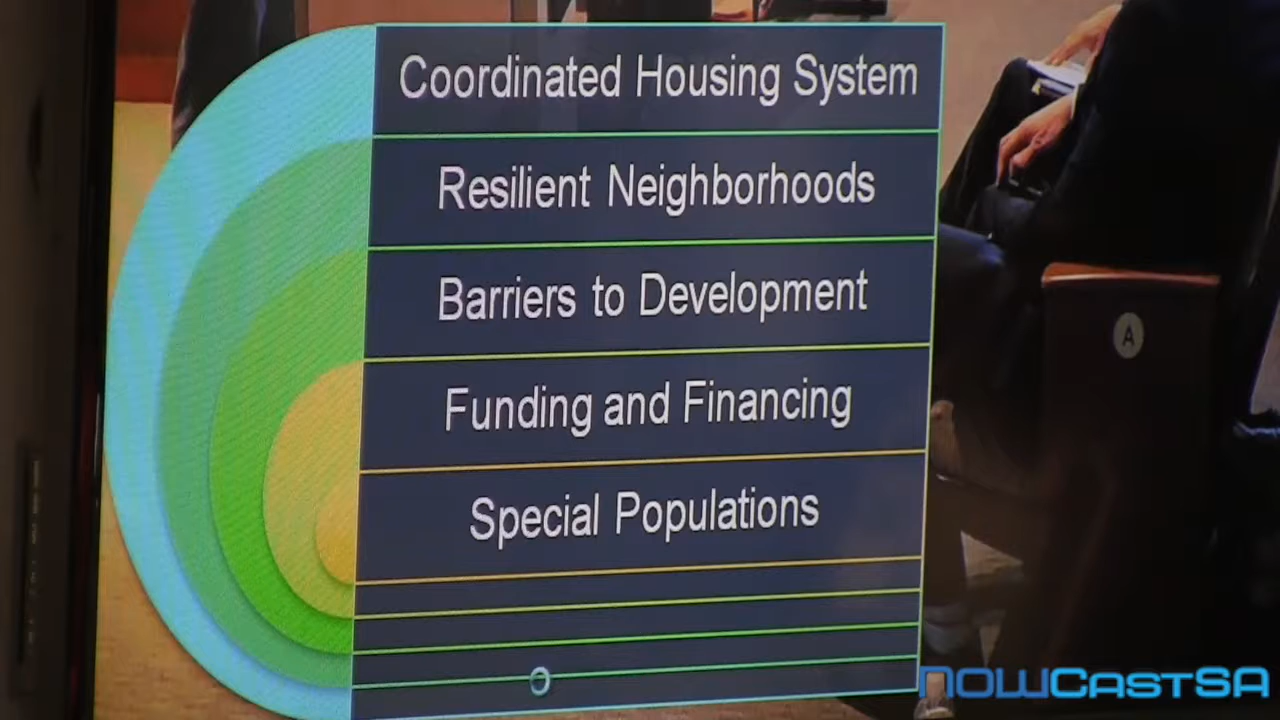 Coordinated Housing System
Resilient Neighborhoods
Barriers to Development
Funding and Financing
Special Populations
A
NOWCASTSA